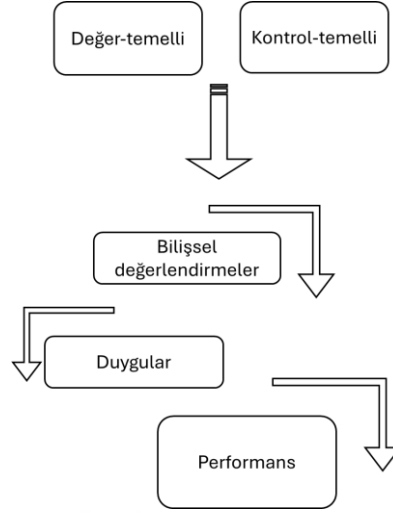 Değer-temelli
Kontrol-temelli
Bilişsel
değerlendirmeler
Duygular
Performans